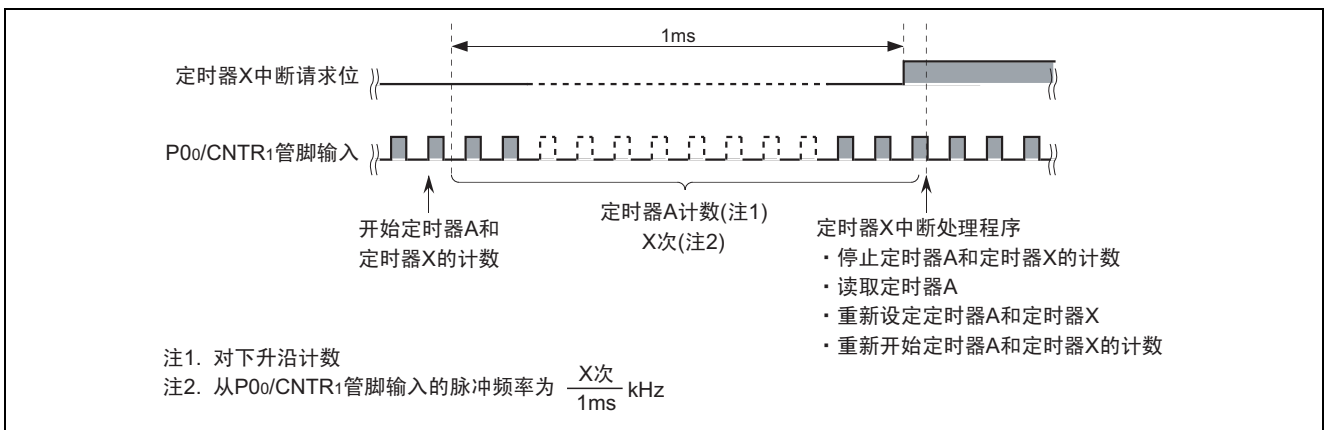 1ms
定时器X中断请求位
P00/CNTR1管脚输入
开始定时器A和
定时器X的计数
定时器A计数(注1)
X次(注2)
定时器X中断处理程序
・停止定时器A和定时器X的计数
・读取定时器A
・重新设定定时器A和定时器X
・重新开始定时器A和定时器X的计数
注1. 对下升沿计数
注2. 从P00/CNTR1管脚输入的脉冲频率为 X次/1ms kHz